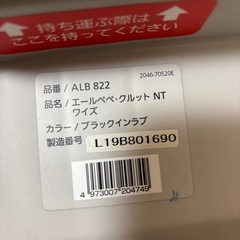 持ち運ぶ際は
ここを持ってください
2046-70520E
品番 / ALB 822
品名 / エールベベ・クルット NT
ワイズ
カラー / ブラックインラブ
製造番号 L19B801690
4 973007 204749